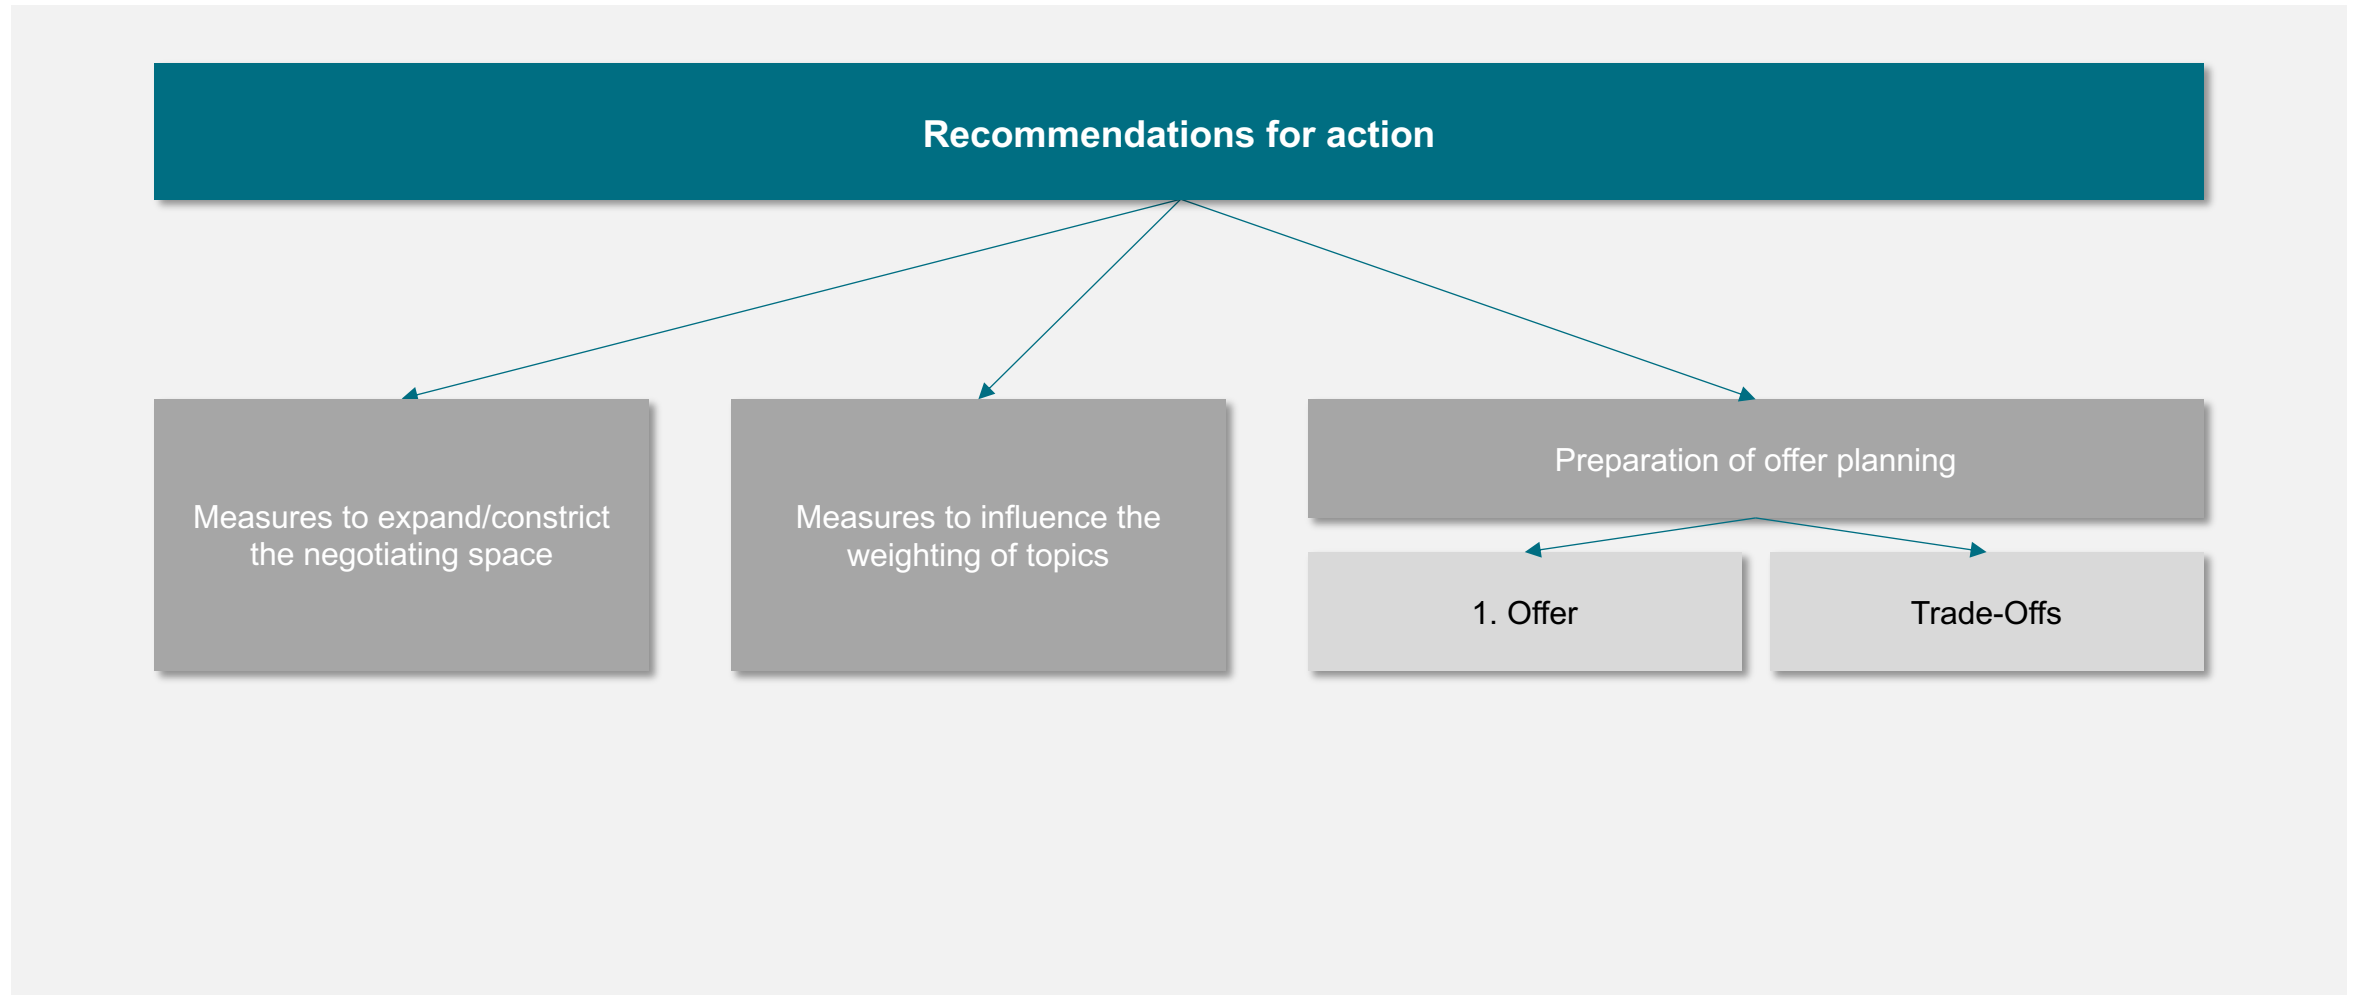 Recommendations for action
Measures to expand/constrict
the negotiating space
Measures to influence the
weighting of topics
Preparation of offer planning
1. Offer
Trade-Offs